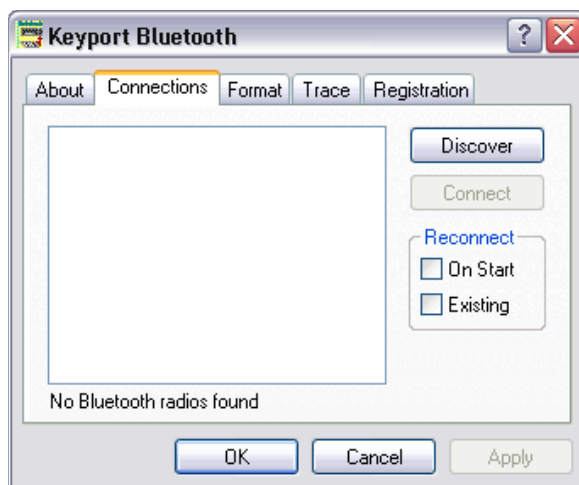 Keyport Bluetooth
About Connections Format Trace Registration
Discover
Connect
Reconnect
On Start
Existing
No Bluetooth radios found
OK Cancel Apply